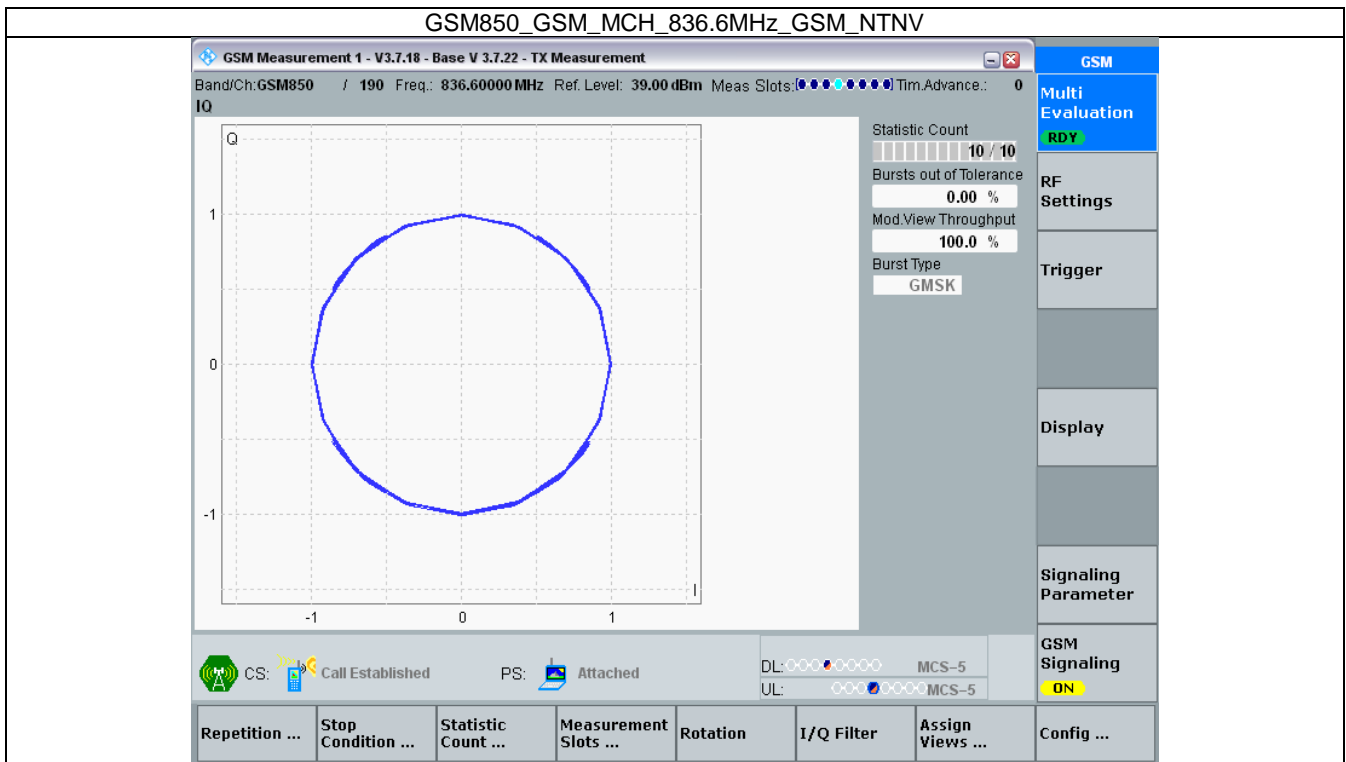 GSM850_GSM_MCH_836.6MHz_GSM_NTNV
GSM Measurement 1 - V3.7.18 - Base V 3.7.22 - TX Measurement
GSM
Band/Ch:GSM850 / 190 Freq.: 836.60000 MHz Ref. Level: 39.00 dBm Meas Slots: Tim.Advance.: 0
IQ
Multi
Evaluation
RDY
Q
1
0
-1
I
-1 0 1
Statistic Count
10 / 10
Bursts out of Tolerance
0.00 %
Mod.View Throughput
100.0 %
Burst Type
GMSK
RF
Settings
Trigger
Display
Signaling
Parameter
GSM
Signaling
ON
CS: Call Established PS: Attached DL: MCS-5
UL: MCS-5
Repetition ...
Stop
Condition ...
Statistic
Count ...
Measurement
Slots ...
Rotation
I/Q Filter
Assign
Views ...
Config ...